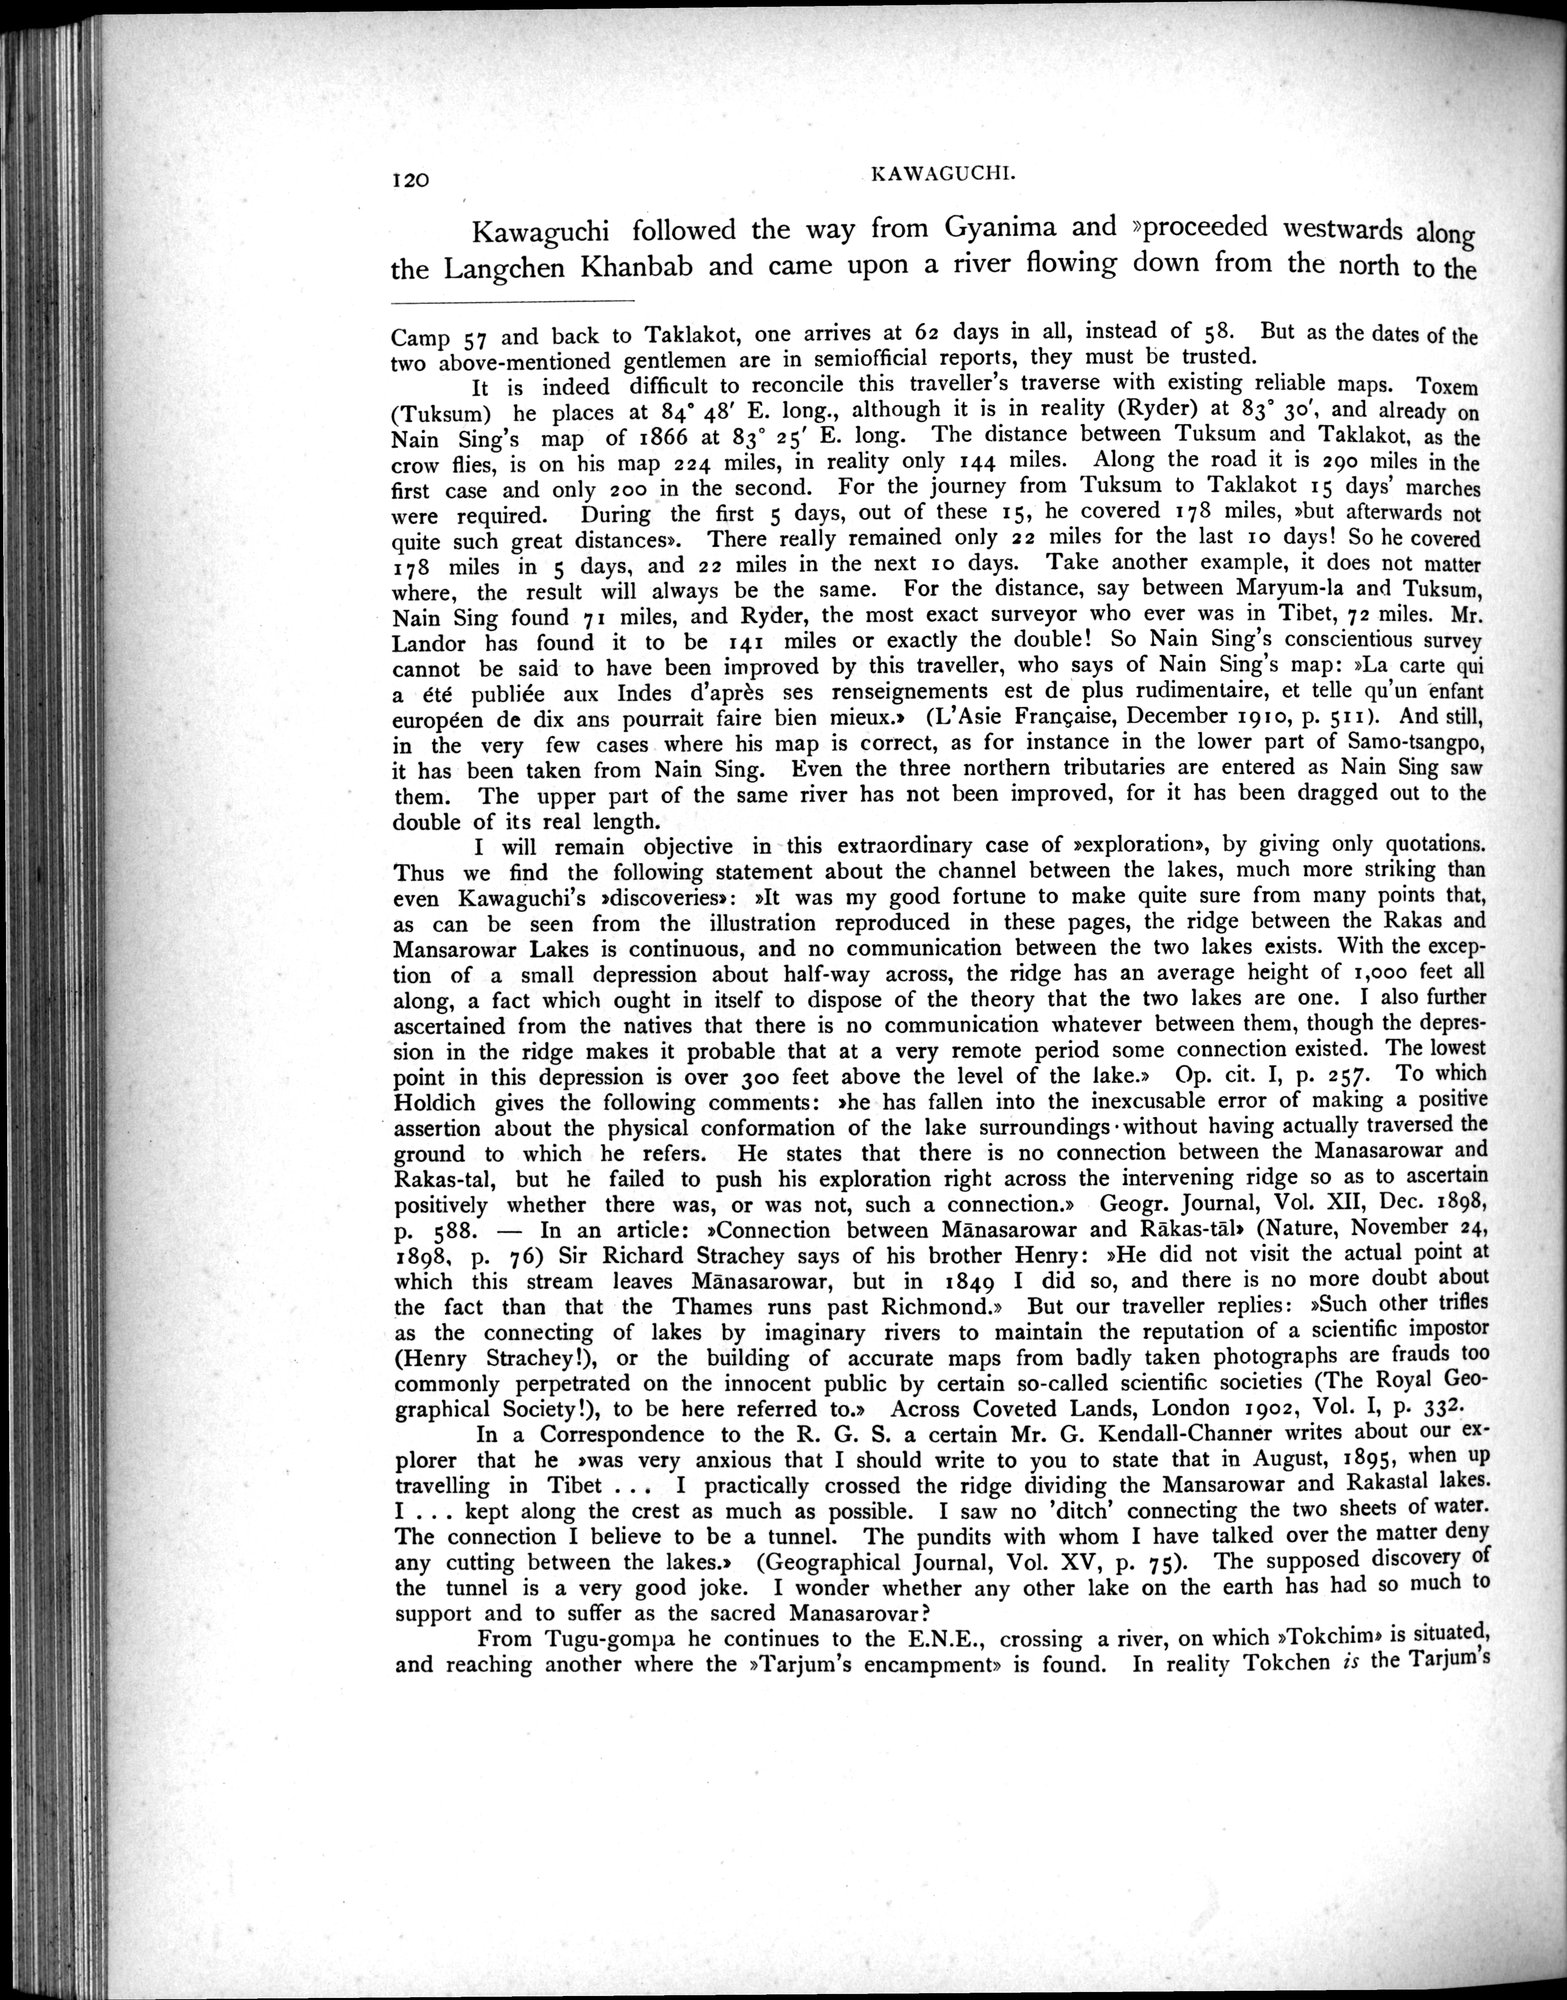 120
KAWAGUCHI.
Kawaguchi followed the way from Gyanima and »proceeded westwards along
the Langchen Khanbab and came upon a river flowing down from the north to the
Camp 57 and back to Taklakot, one arrives at 62 days in all, instead of 58. But as the dates of the
two above-mentioned gentlemen are in semiofficial reports, they must be trusted.
It is indeed difficult to reconcile this traveller's traverse with existing reliable maps. Toxem
(Tuksum) he places at 84° 48′ E. long., although it is in reality (Ryder) at 83° 30′, and already on
Nain Sing's map of 1866 at 83° 25′ E. long. The distance between Tuksum and Taklakot, as the
crow flies, is on his map 224 miles, in reality only 144 miles. Along the road it is 290 miles in the
first case and only 200 in the second. For the journey from Tuksum to Taklakot 15 days' marches
were required. During the first 5 days, out of these 15, he covered 178 miles, »but afterwards not
quite such great distances». There really remained only 22 miles for the last 10 days! So he covered
178 miles in 5 days, and 22 miles in the next 10 days. Take another example, it does not matter
where, the result will always be the same. For the distance, say between Maryum-la and Tuksum,
Nain Sing found 71 miles, and Ryder, the most exact surveyor who ever was in Tibet, 72 miles. Mr.
Landor has found it to be 141 miles or exactly the double! So Nain Sing's conscientious survey
cannot be said to have been improved by this traveller, who says of Nain Sing's map: »La carte qui
a été publiée aux Indes d'après ses renseignements est de plus rudimentaire, et telle qu'un enfant
européen de dix ans pourrait faire bien mieux.» (L'Asie Française, December 1910, p. 511). And still,
in the very few cases where his map is correct, as for instance in the lower part of Samo-tsangpo,
it has been taken from Nain Sing. Even the three northern tributaries are entered as Nain Sing saw
them. The upper part of the same river has not been improved, for it has been dragged out to the
double of its real length.
I will remain objective in this extraordinary case of »exploration», by giving only quotations.
Thus we find the following statement about the channel between the lakes, much more striking than
even Kawaguchi's »discoveries»: »It was my good fortune to make quite sure from many points that,
as can be seen from the illustration reproduced in these pages, the ridge between the Rakas and
Mansarowar Lakes is continuous, and no communication between the two lakes exists. With the excep-
tion of a small depression about half-way across, the ridge has an average height of 1,000 feet all
along, a fact which ought in itself to dispose of the theory that the two lakes are one. I also further
ascertained from the natives that there is no communication whatever between them, though the depres-
sion in the ridge makes it probable that at a very remote period some connection existed. The lowest
point in this depression is over 300 feet above the level of the lake.» Op. cit. I, p. 257. To which
Holdich gives the following comments: »he has fallen into the inexcusable error of making a positive
assertion about the physical conformation of the lake surroundings without having actually traversed the
ground to which he refers. He states that there is no connection between the Manasarowar and
Rakas-tal, but he failed to push his exploration right across the intervening ridge so as to ascertain
positively whether there was, or was not, such a connection.» Geogr. Journal, Vol. XII, Dec. 1898,
p. 588. — In an article: »Connection between Mānasarowar and Rākas-tāl» (Nature, November 24,
1898, p. 76) Sir Richard Strachey says of his brother Henry: »He did not visit the actual point at
which this stream leaves Mānasarowar, but in 1849 I did so, and there is no more doubt about
the fact than that the Thames runs past Richmond.» But our traveller replies: »Such other trifles
as the connecting of lakes by imaginary rivers to maintain the reputation of a scientific impostor
(Henry Strachey!), or the building of accurate maps from badly taken photographs are frauds too
commonly perpetrated on the innocent public by certain so-called scientific societies (The Royal Geo-
graphical Society!), to be here referred to.» Across Coveted Lands, London 1902, Vol. I, p. 332.
In a Correspondence to the R. G. S. a certain Mr. G. Kendall-Channer writes about our ex-
plorer that he »was very anxious that I should write to you to state that in August, 1895, when up
travelling in Tibet . . . I practically crossed the ridge dividing the Mansarowar and Rakastal lakes.
I . . . kept along the crest as much as possible. I saw no 'ditch' connecting the two sheets of water.
The connection I believe to be a tunnel. The pundits with whom I have talked over the matter deny
any cutting between the lakes.» (Geographical Journal, Vol. XV, p. 75). The supposed discovery of
the tunnel is a very good joke. I wonder whether any other lake on the earth has had so much to
support and to suffer as the sacred Manasarovar?
From Tugu-gompa he continues to the E.N.E., crossing a river, on which »Tokchim» is situated,
and reaching another where the »Tarjum's encampment» is found. In reality Tokchen is the Tarjum's